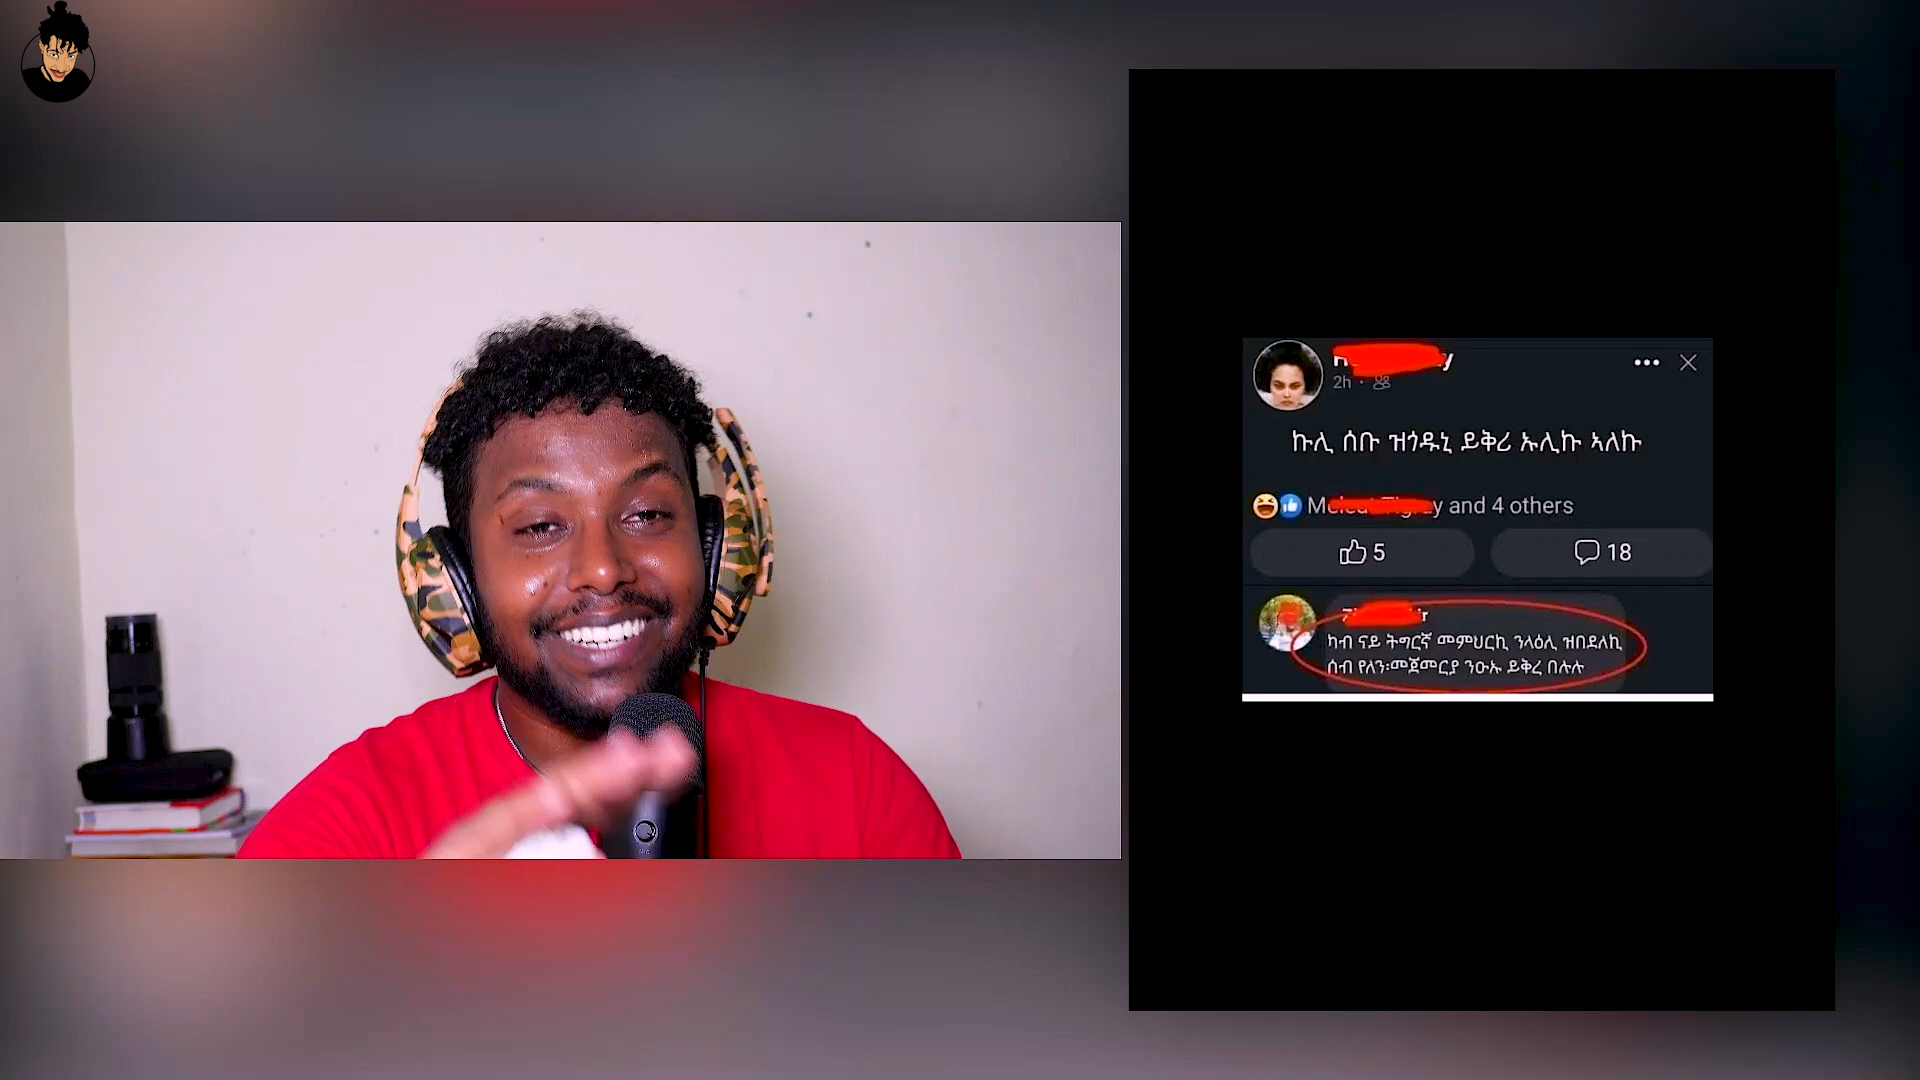 2h
ኩሊ ሰቡ ዝጎዱኒ ይቅሪ ኡሊኩ ኣለኩ
and 4 others
5
18
ካብ ናይ ትግርኛ መምህርኪ ንላዕሊ ዝበደለኪ
ሰብ የለን፡መጀመርያ ንዑኡ ይቅረ በሉሉ